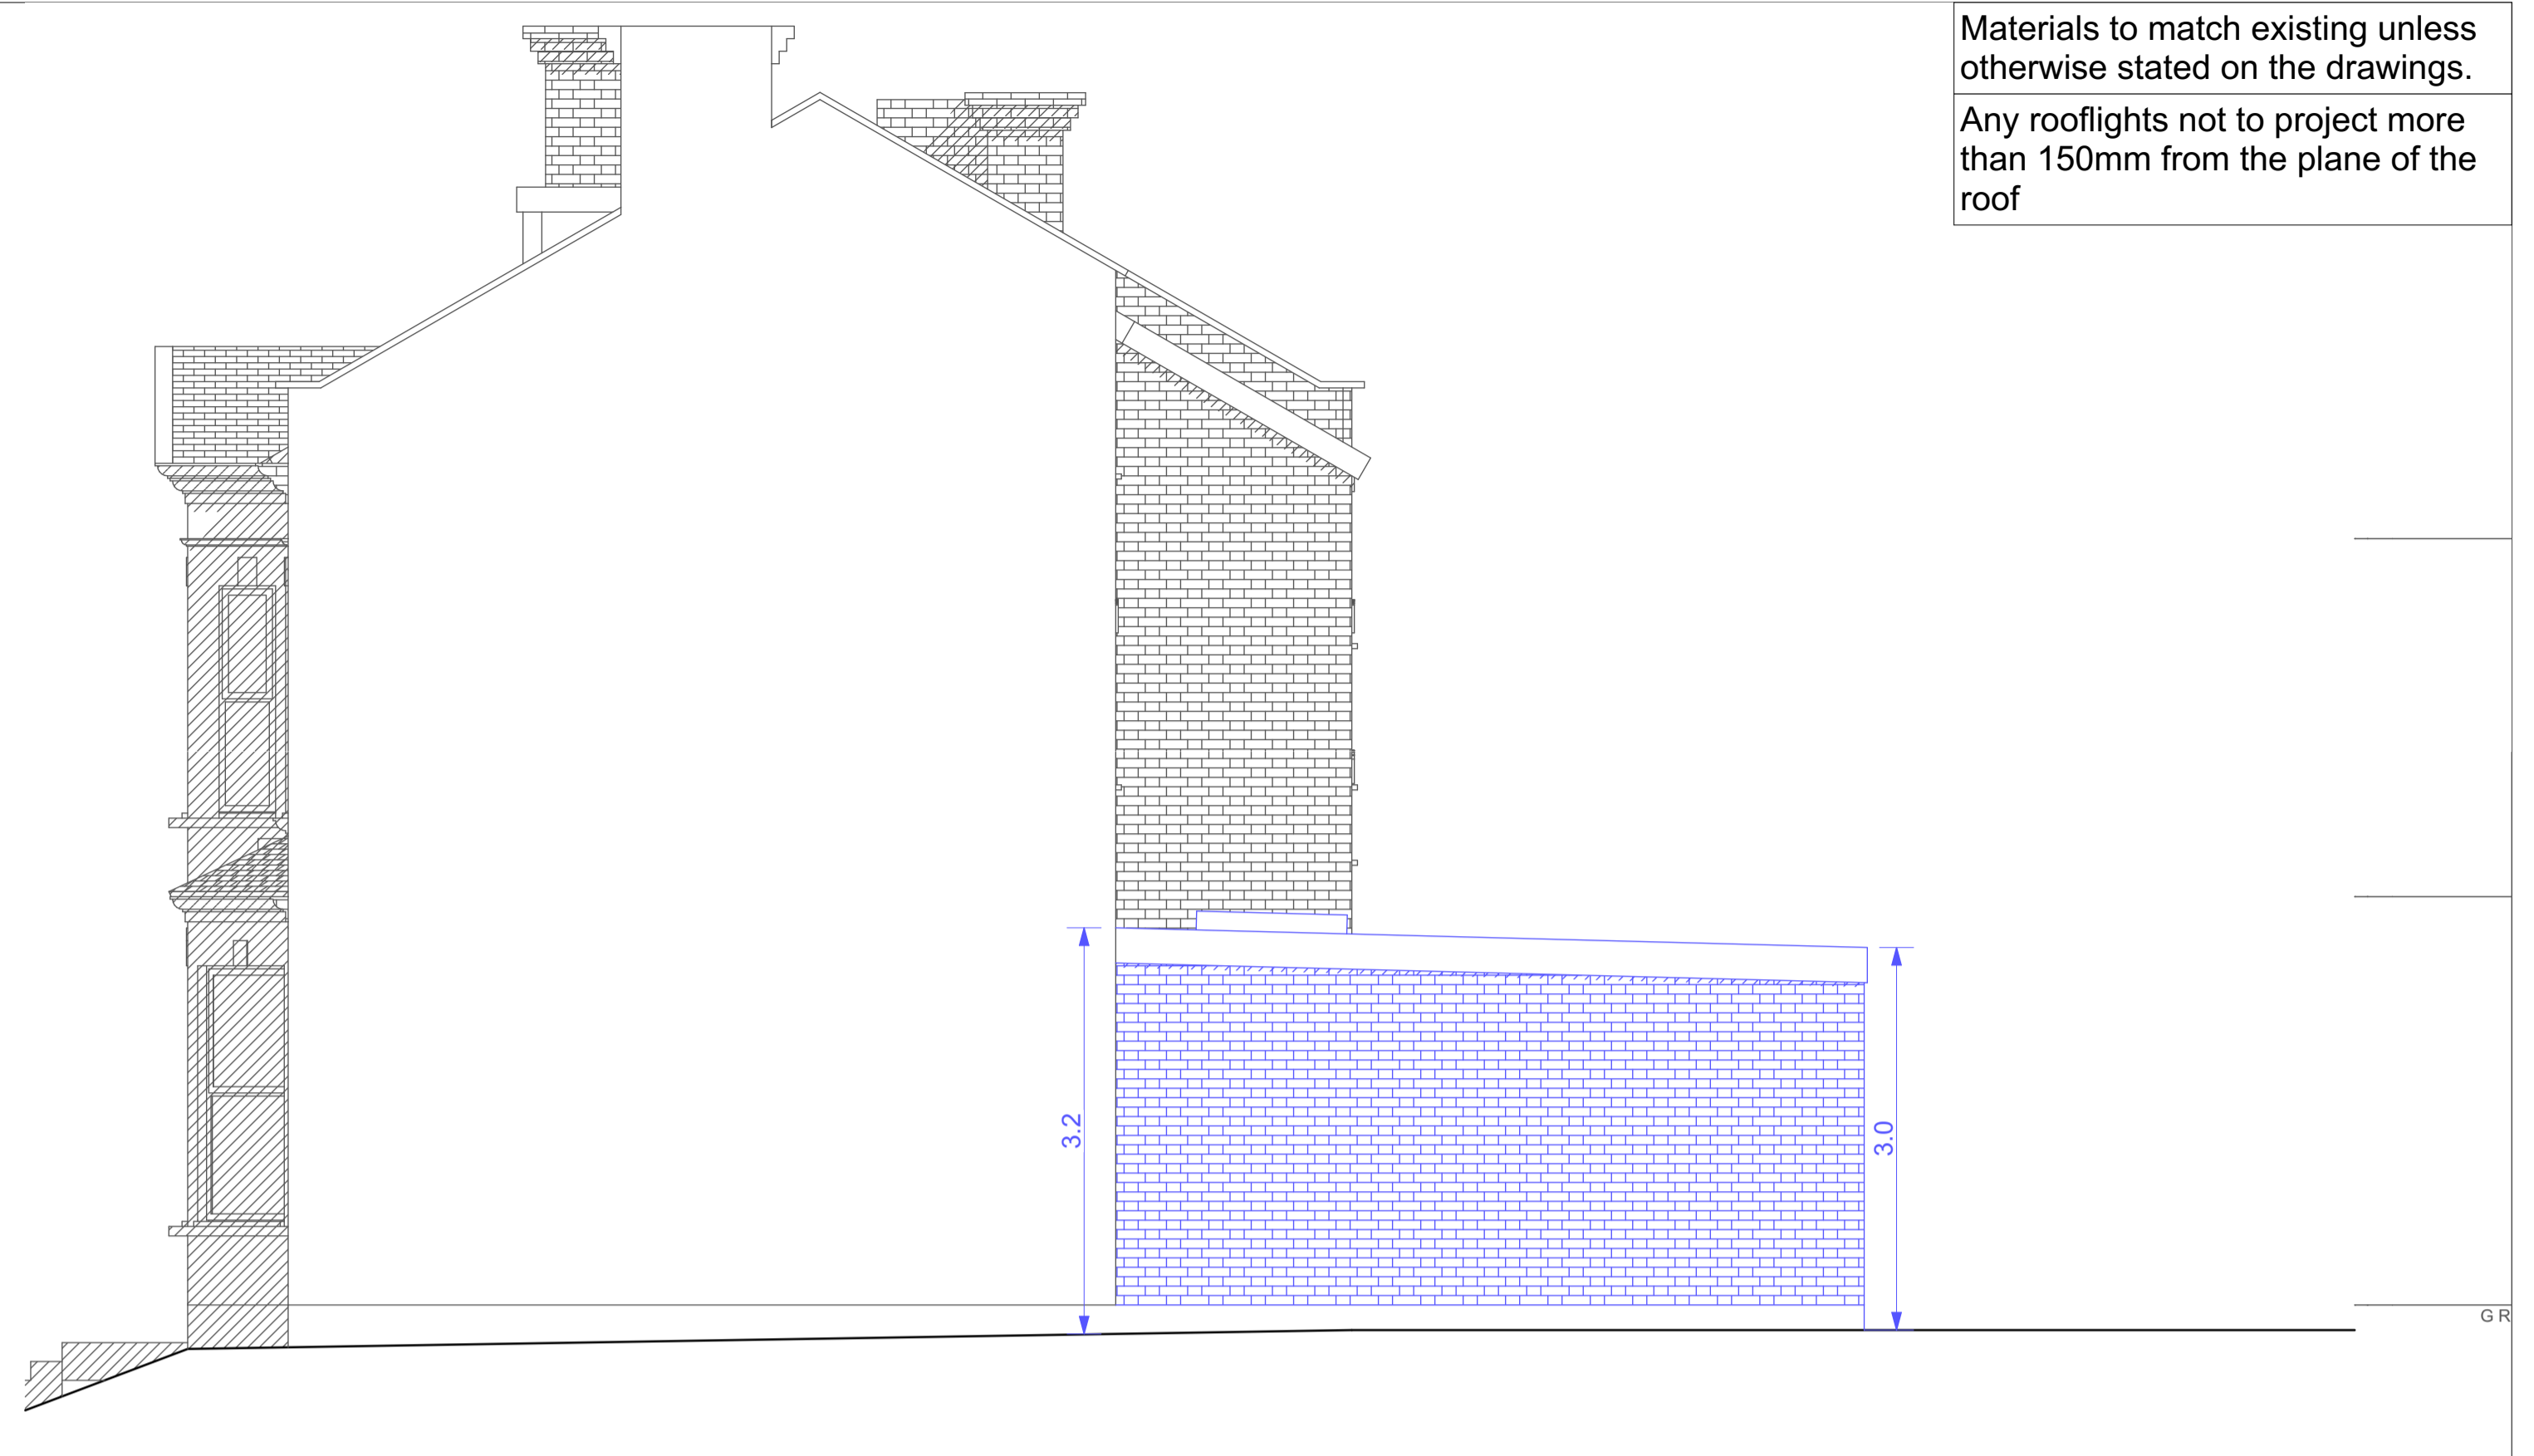 Materials to match existing unless
otherwise stated on the drawings.
Any rooflights not to project more
than 150mm from the plane of the
roof
3.2
3.0
G R